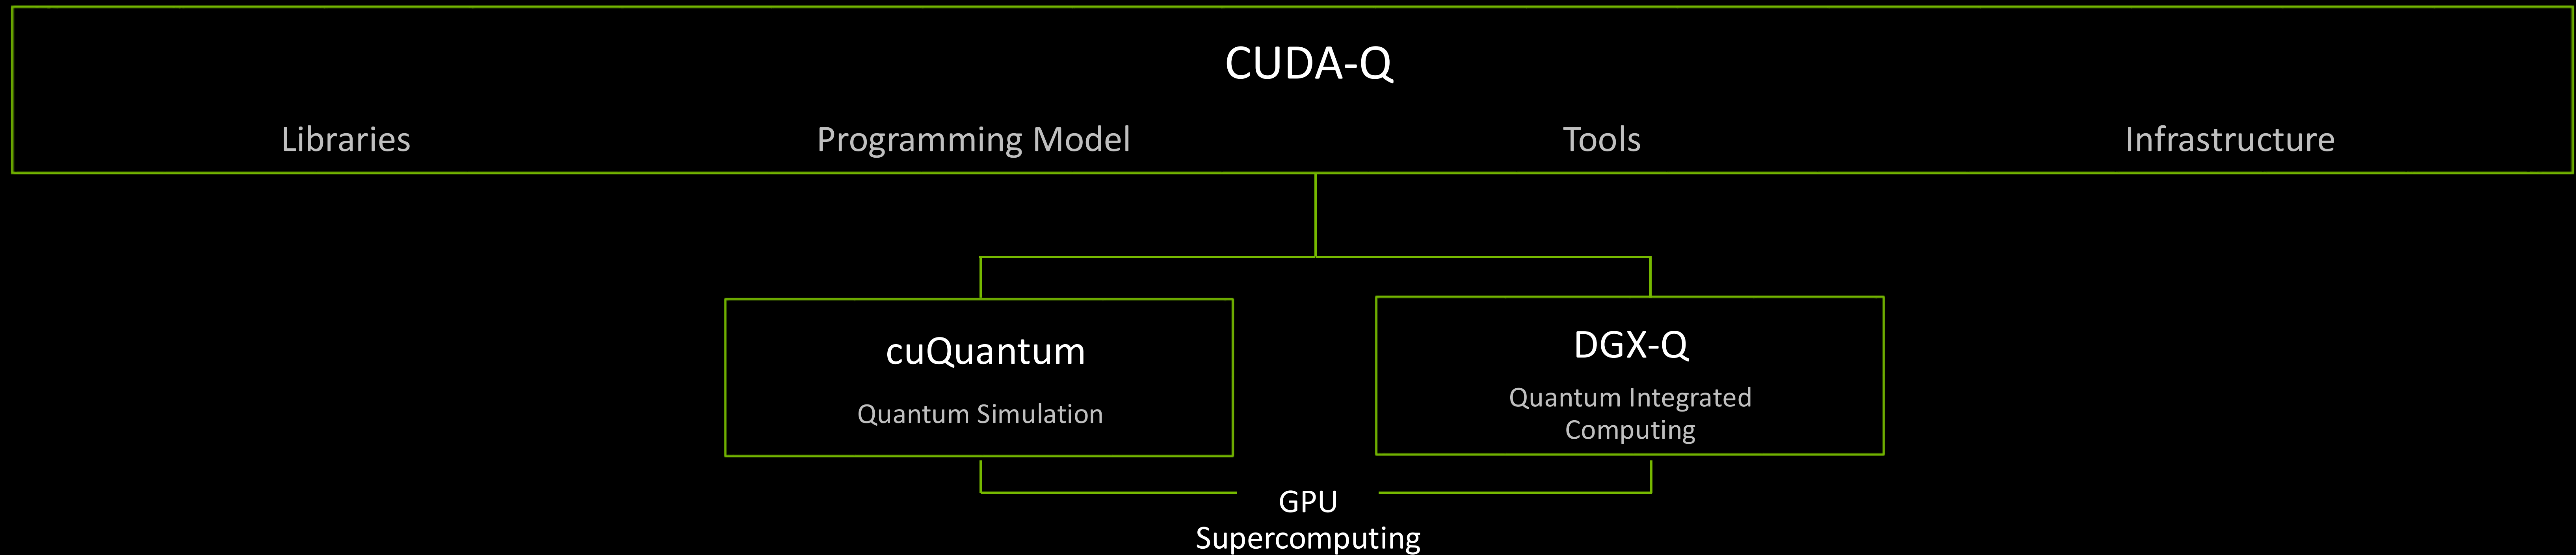 CUDA-Q
Libraries
Programming Model
Tools
Infrastructure
cuQuantum
Quantum Simulation
DGX-Q
Quantum Integrated
Computing
GPU
Supercomputing